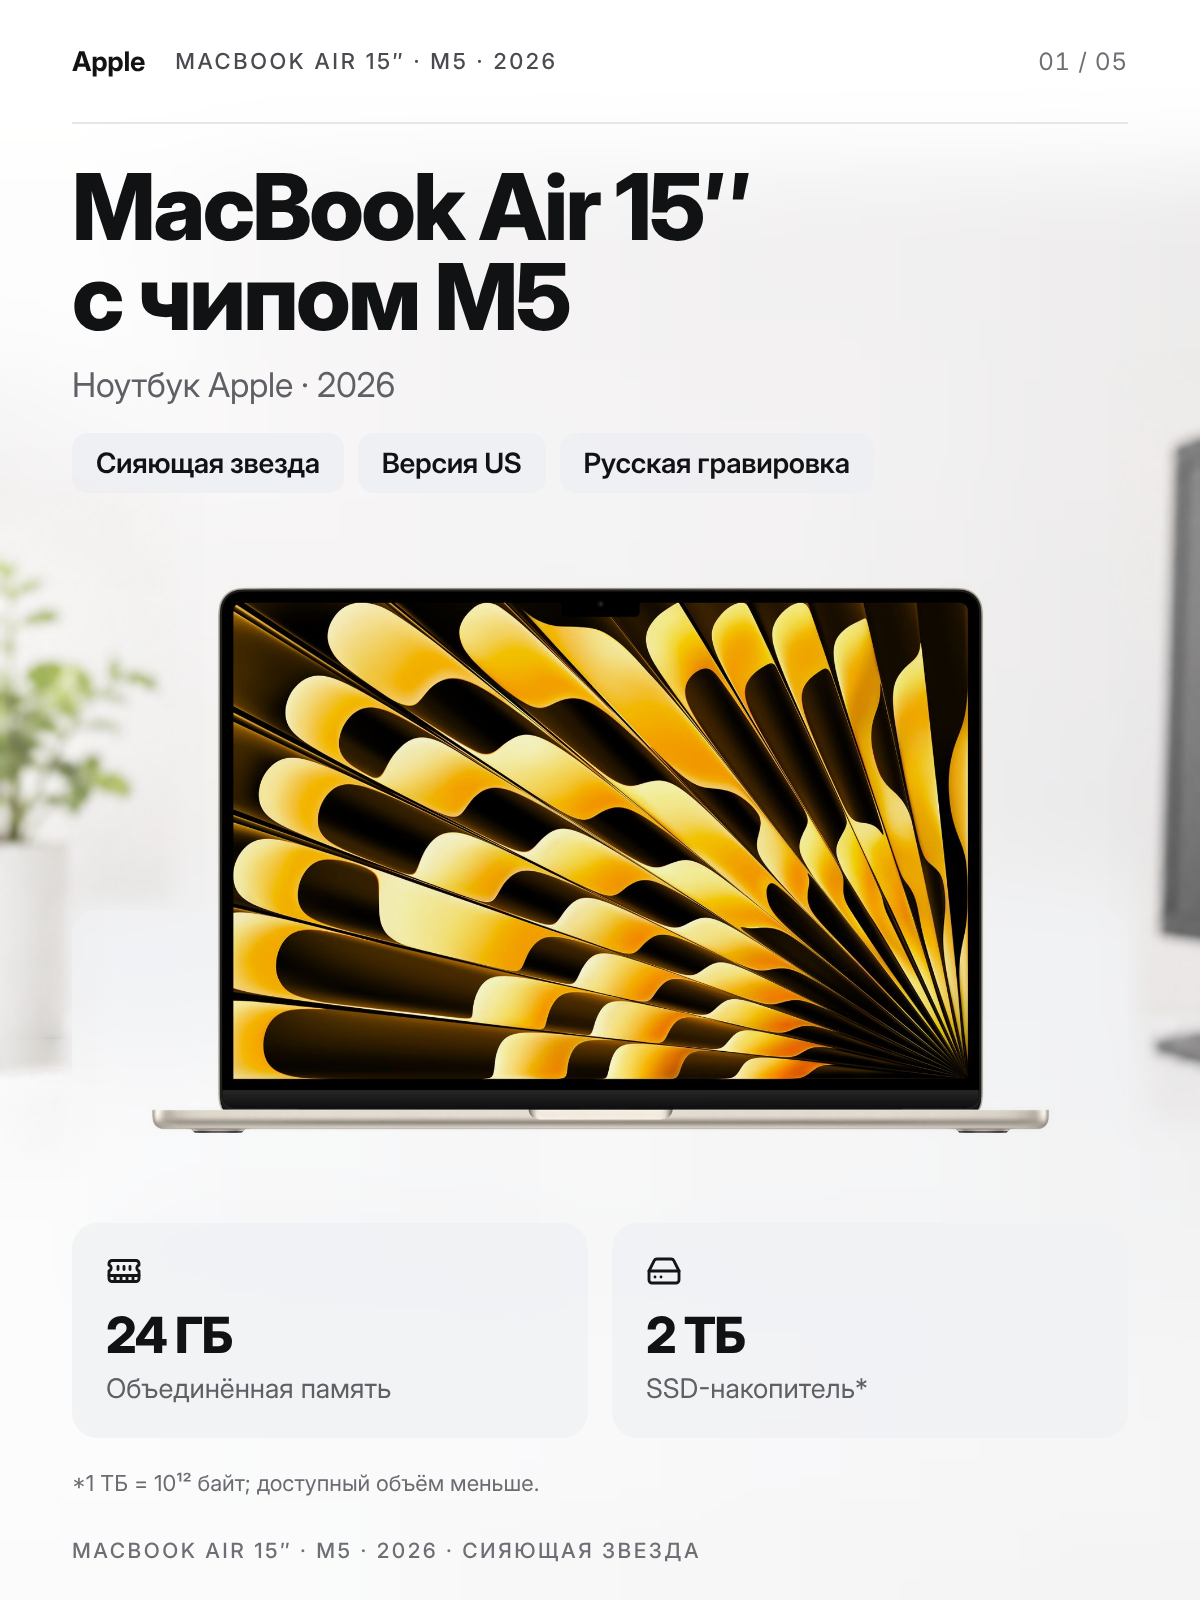 Apple MACBOOK AIR 15″ · M5 · 2026 01 / 05
MacBook Air 15″
с чипом M5
Ноутбук Apple · 2026
Сияющая звезда Версия US Русская гравировка
24 ГБ 2 ТБ
Объединённая память SSD-накопитель*
*1 ТБ = 10¹² байт; доступный объём меньше.
MACBOOK AIR 15″ · M5 · 2026 · СИЯЮЩАЯ ЗВЕЗДА